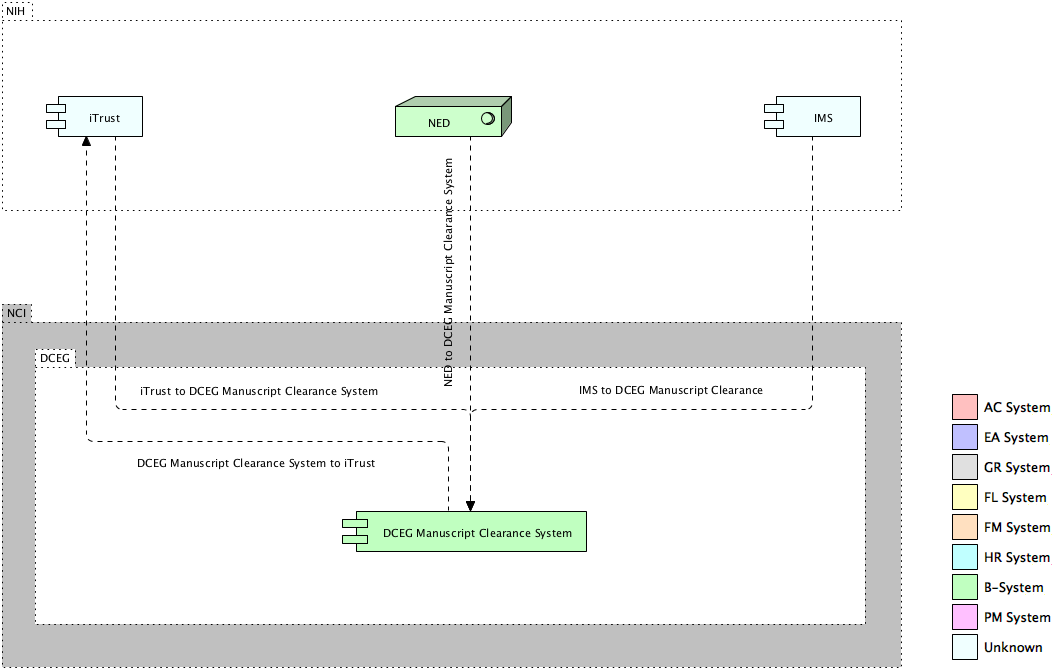 NIH
iTrust
NED
IMS
NED to DCEG Manuscript Clearance System
NCI
DCEG
iTrust to DCEG Manuscript Clearance System
IMS to DCEG Manuscript Clearance
DCEG Manuscript Clearance System to iTrust
DCEG Manuscript Clearance System
AC System
EA System
GR System
FL System
FM System
HR System
B-System
PM System
Unknown